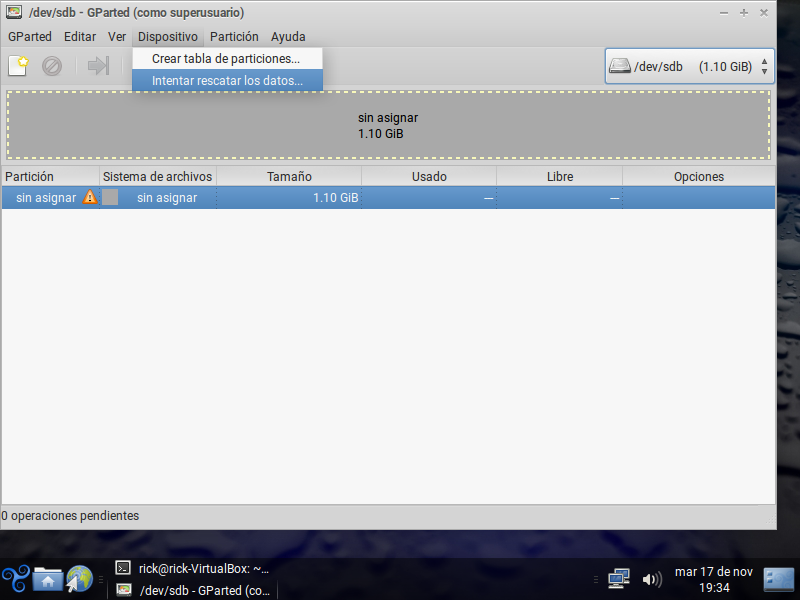 /dev/sdb - GParted (como superusuario)
GParted Editar Ver Dispositivo Partición Ayuda
Crear tabla de particiones...
Intentar rescatar los datos...
/dev/sdb (1.10 GiB)
sin asignar
1.10 GiB
Partición Sistema de archivos Tamaño Usado Libre Opciones
sin asignar sin asignar 1.10 GiB — —
0 operaciones pendientes
rick@rick-VirtualBox: ~...
/dev/sdb - GParted (co...
mar 17 de nov
19:34